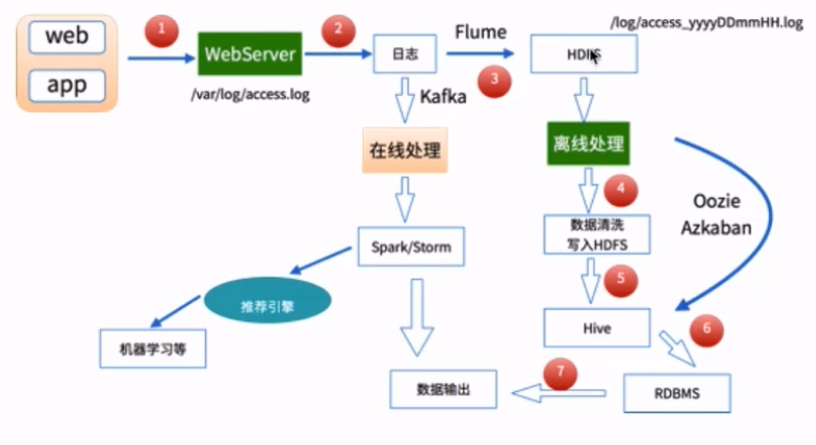 /log/access_yyyyDDmmHH.log
1
2
web
app
WebServer
/var/log/access.log
日志
Flume
3
HDFS
Kafka
在线处理
离线处理
4
Oozie
Azkaban
数据清洗
写入HDFS
Spark/Storm
5
推荐引擎
Hive
6
机器学习等
7
数据输出
RDBMS